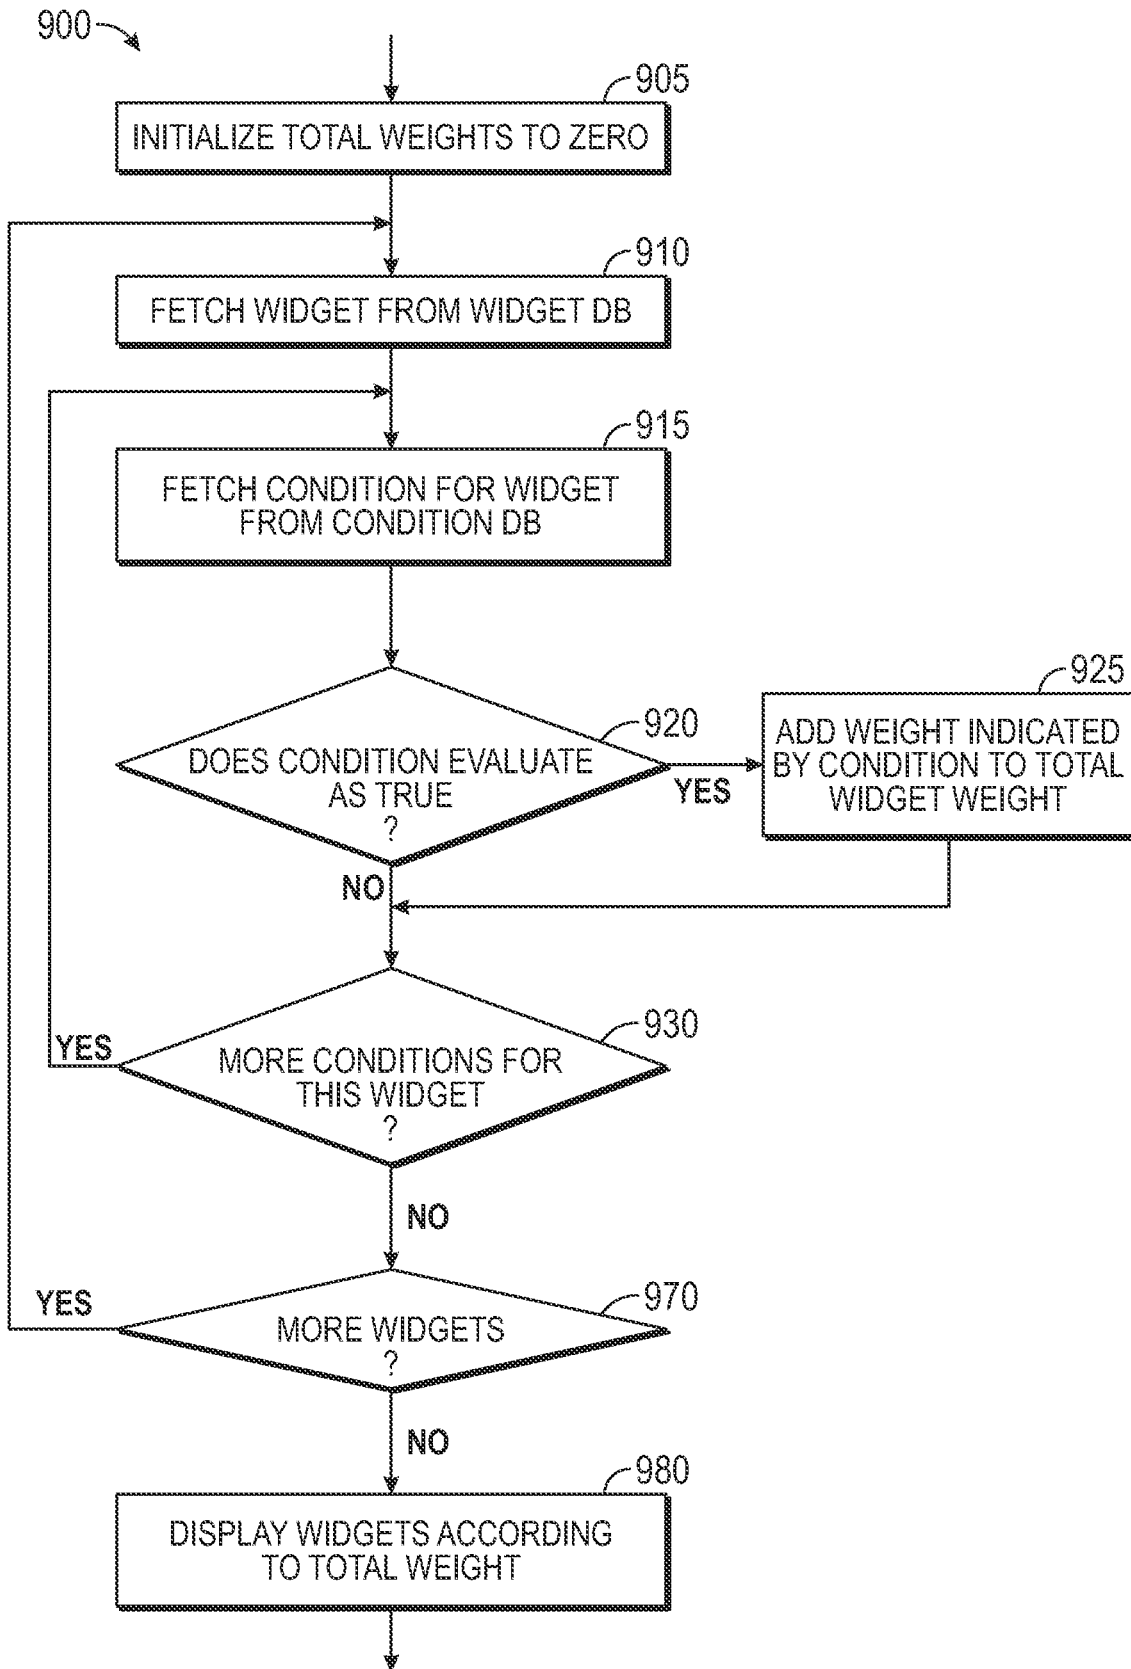 900
905
INITIALIZE TOTAL WEIGHTS TO ZERO
910
FETCH WIDGET FROM WIDGET DB
915
FETCH CONDITION FOR WIDGET
FROM CONDITION DB
920
DOES CONDITION EVALUATE
AS TRUE
?
YES
925
ADD WEIGHT INDICATED
BY CONDITION TO TOTAL
WIDGET WEIGHT
NO
930
MORE CONDITIONS FOR
THIS WIDGET
?
YES
NO
970
MORE WIDGETS
?
YES
NO
980
DISPLAY WIDGETS ACCORDING
TO TOTAL WEIGHT